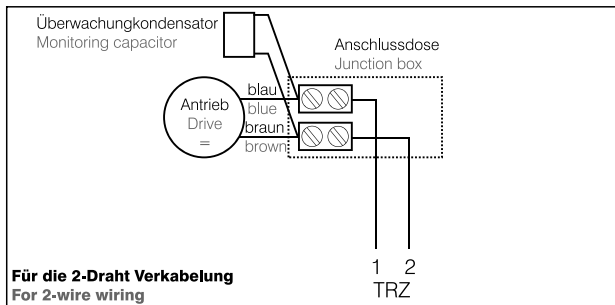 Überwachungkondensator
Monitoring capacitor
Anschlussdose
Junction box
blau
blue
Antrieb
Drive
=
braun
brown
1 2
TRZ
Für die 2-Draht Verkabelung
For 2-wire wiring